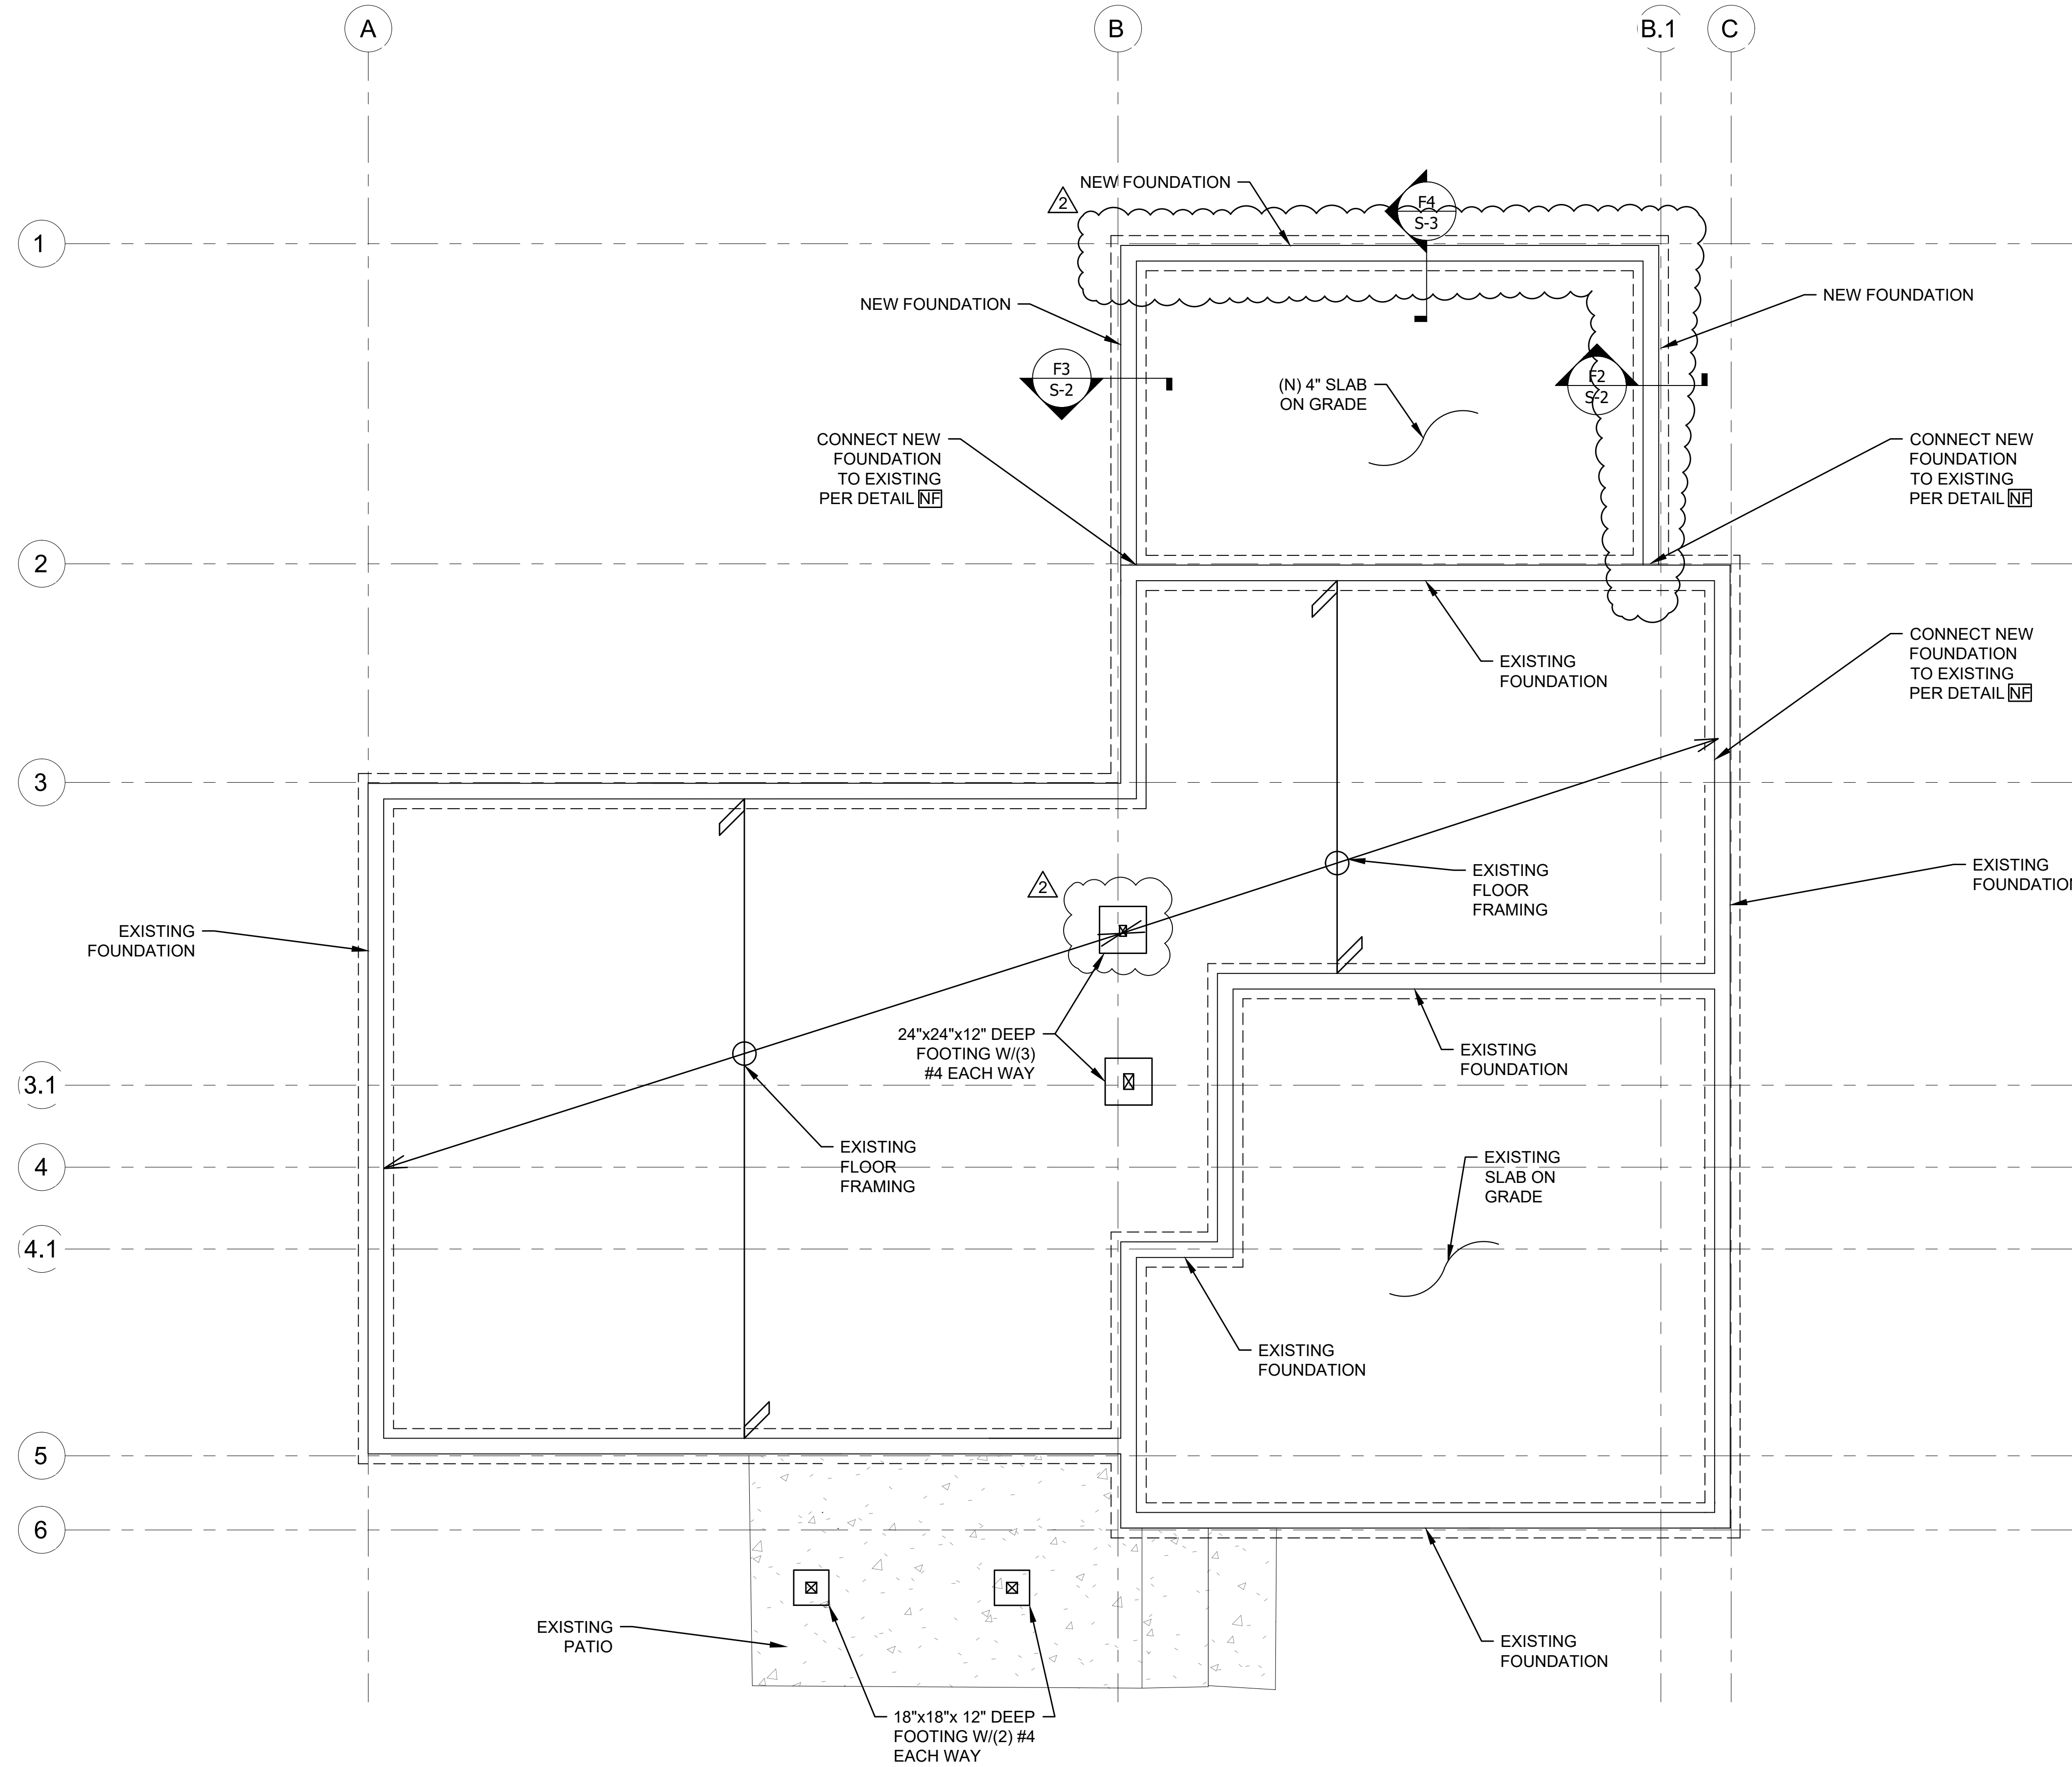 A
B
B.1
C
2
NEW FOUNDATION
F4
S-3
1
NEW FOUNDATION
NEW FOUNDATION
F3
S-2
(N) 4" SLAB
ON GRADE
F2
S-2
CONNECT NEW
FOUNDATION
TO EXISTING
PER DETAIL NF
CONNECT NEW
FOUNDATION
TO EXISTING
PER DETAIL NF
2
EXISTING
FOUNDATION
CONNECT NEW
FOUNDATION
TO EXISTING
PER DETAIL NF
3
2
EXISTING
FLOOR
FRAMING
EXISTING
FOUNDATION
EXISTING
FOUNDATION
24"x24"x12" DEEP
FOOTING W/(3)
#4 EACH WAY
EXISTING
FOUNDATION
3.1
EXISTING
FLOOR
FRAMING
EXISTING
SLAB ON
GRADE
4
4.1
EXISTING
FOUNDATION
5
6
EXISTING
PATIO
EXISTING
FOUNDATION
18"x18"x 12" DEEP
FOOTING W/(2) #4
EACH WAY